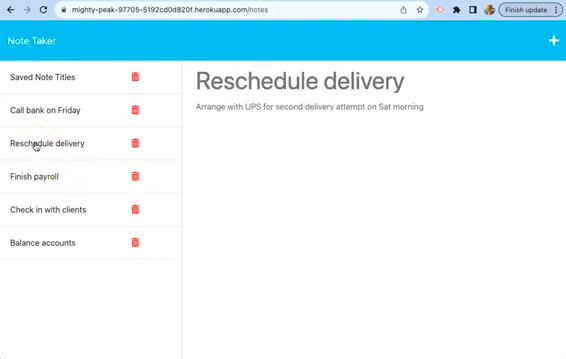 mighty-peak-97705-5192cd0d820f.herokuapp.com/notes
Finish update
Note Taker
Saved Note Titles
Call bank on Friday
Reschedule delivery
Finish payroll
Check in with clients
Balance accounts
Reschedule delivery
Arrange with UPS for second delivery attempt on Sat morning